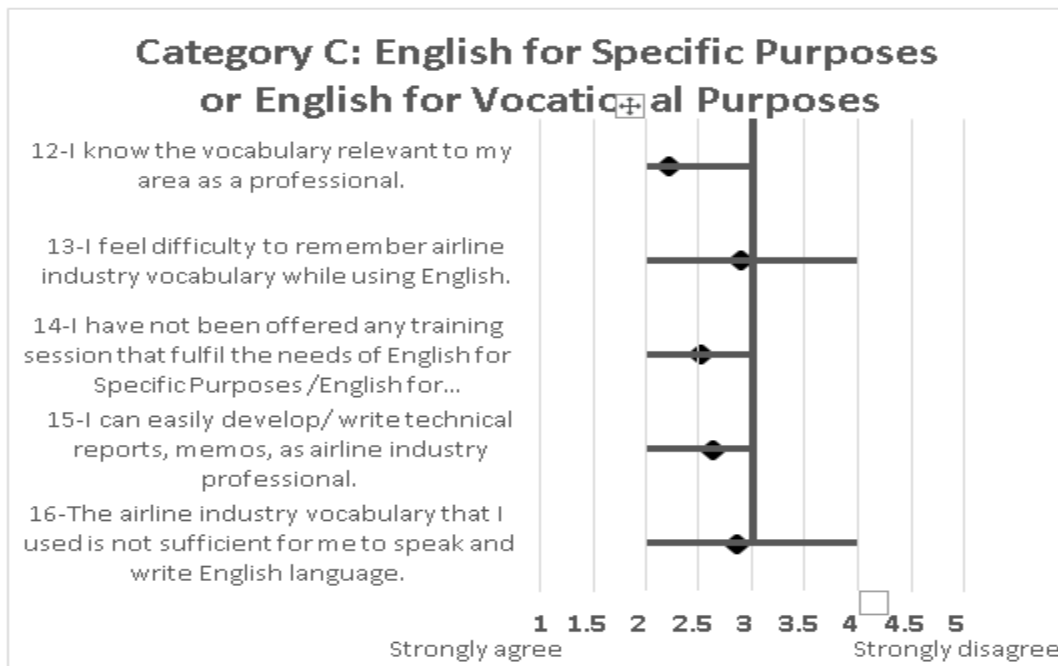 Category C: English for Specific Purposes
or English for Vocational Purposes
12-I know the vocabulary relevant to my
area as a professional.
13-I feel difficulty to remember airline
industry vocabulary while using English.
14-I have not been offered any training
session that fulfil the needs of English for
Specific Purposes /English for...
15-I can easily develop/ write technical
reports, memos, as airline industry
professional.
16-The airline industry vocabulary that I
used is not sufficient for me to speak and
write English language.
1 1.5 2 2.5 3 3.5 4 4.5 5
Strongly agree Strongly disagree